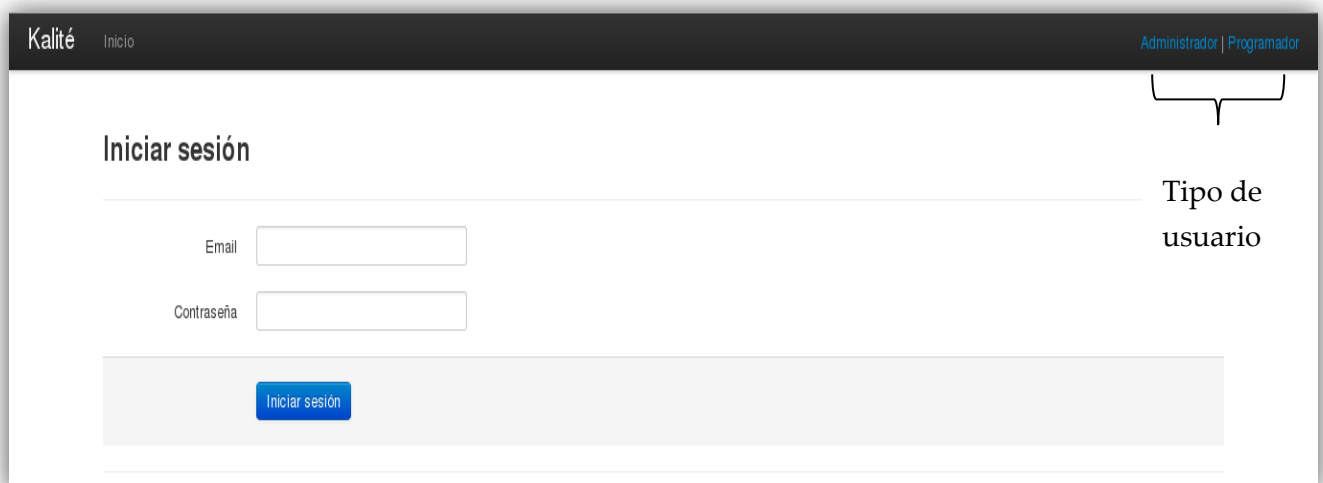 Kalité Inicio Administrador | Programador
Iniciar sesión
Tipo de
usuario
Email
Contraseña
Iniciar sesión